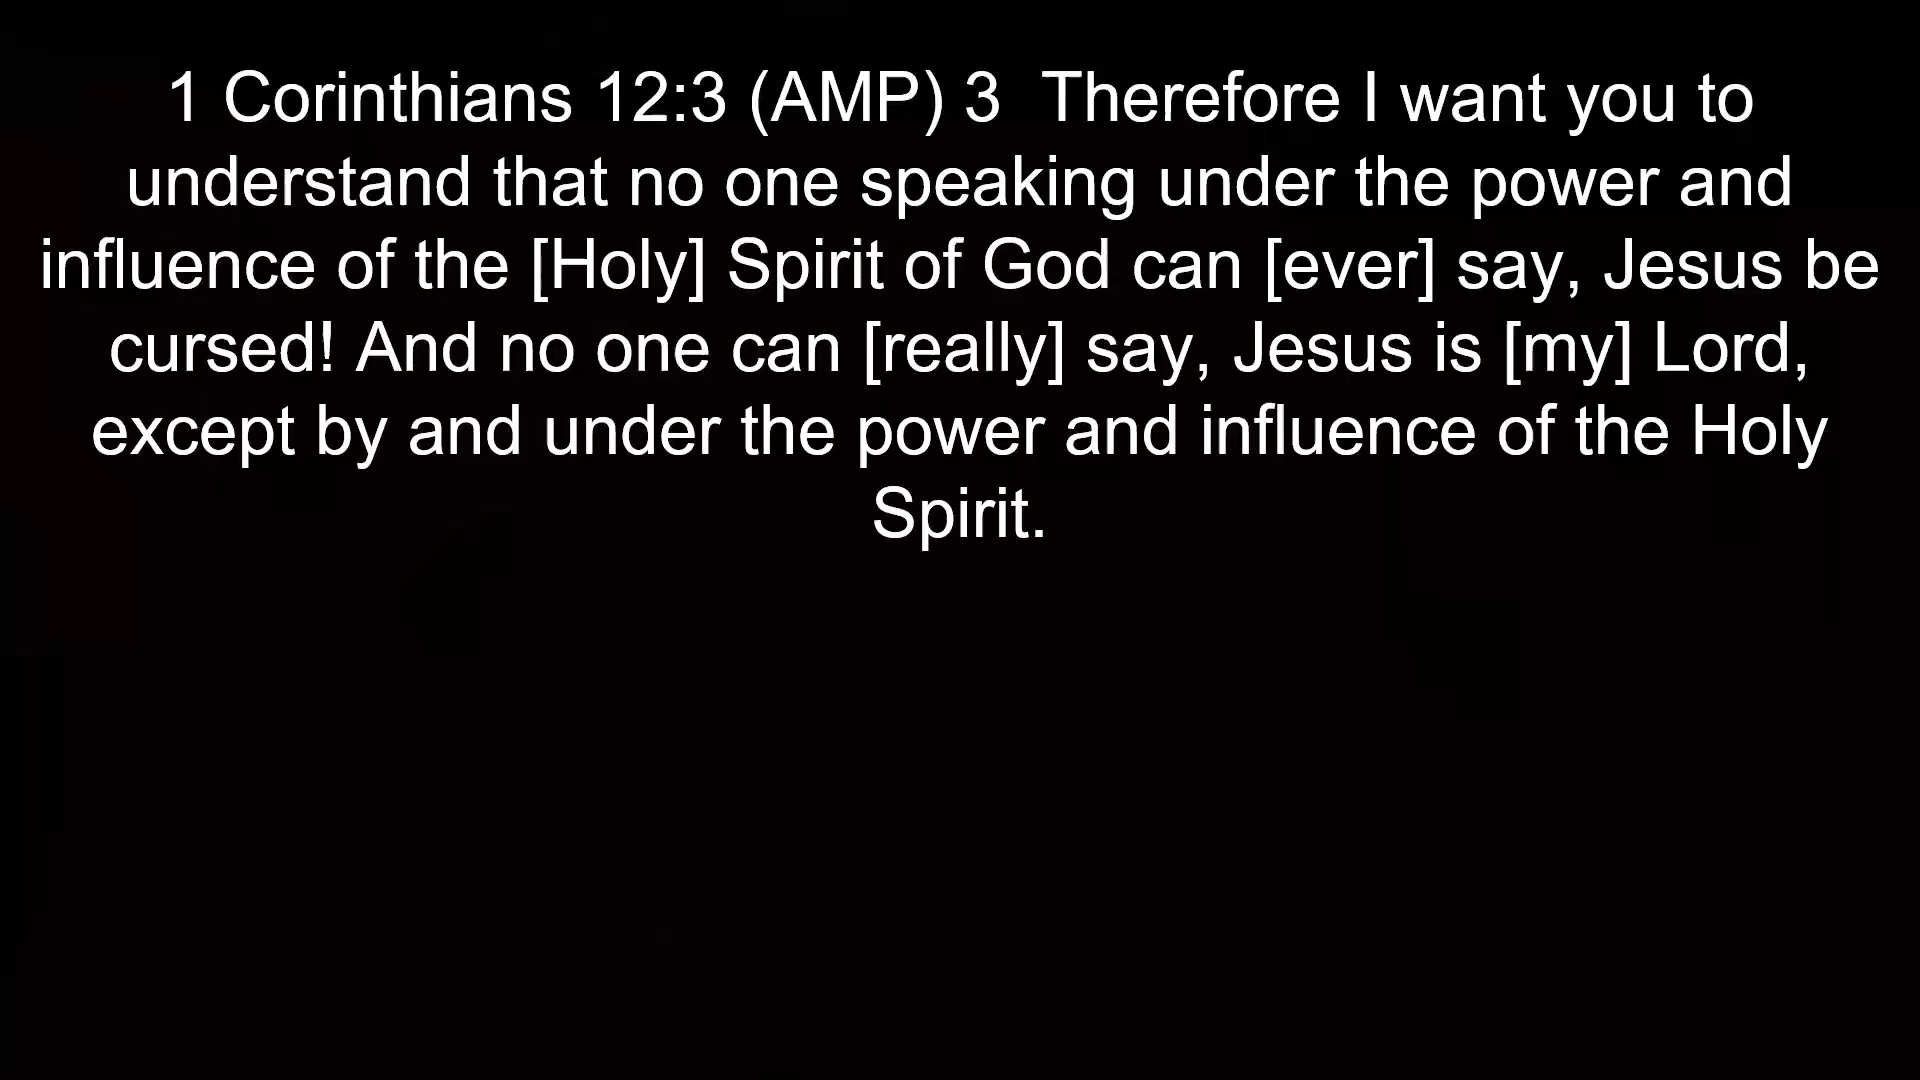 1 Corinthians 12:3 (AMP) 3  Therefore I want you to
understand that no one speaking under the power and
influence of the [Holy] Spirit of God can [ever] say, Jesus be
cursed! And no one can [really] say, Jesus is [my] Lord,
except by and under the power and influence of the Holy
Spirit.